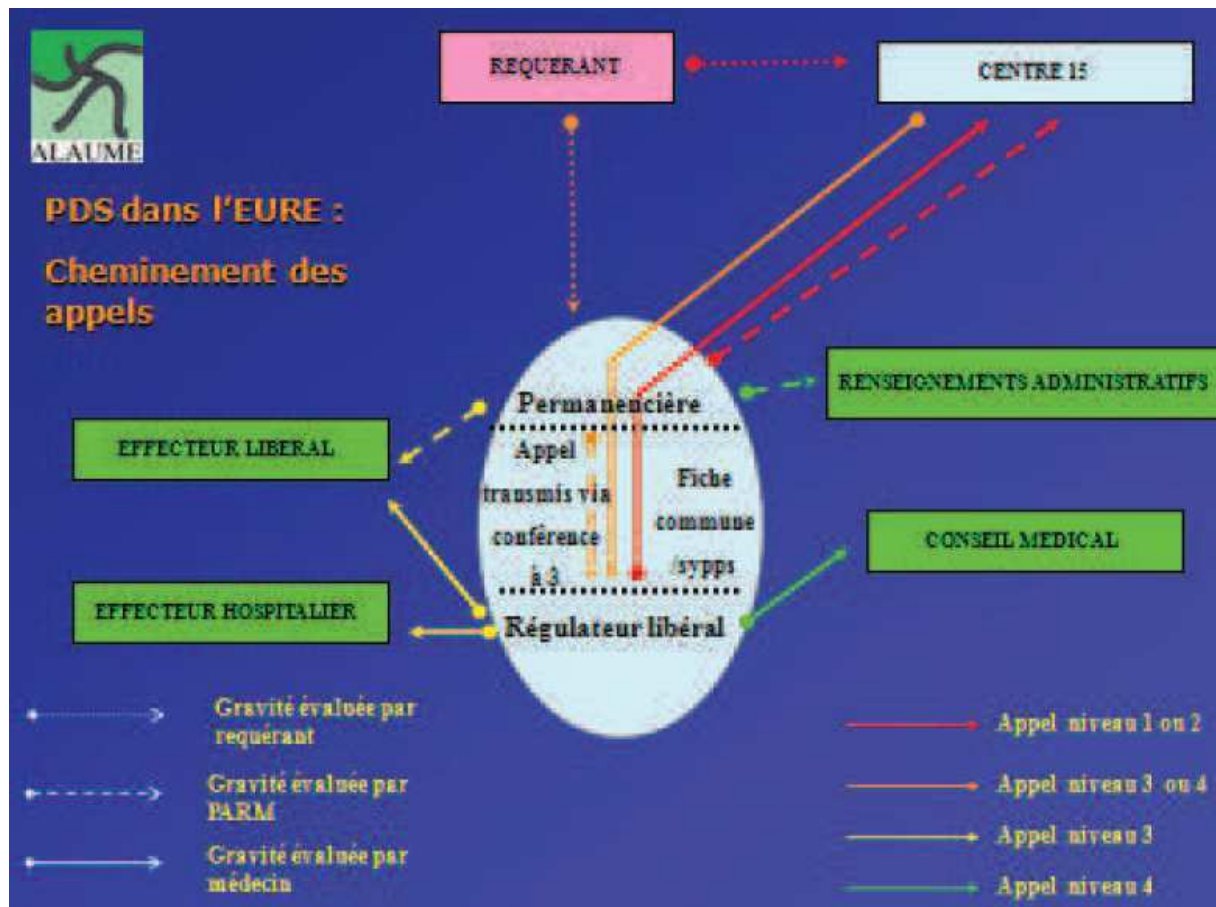 REQUERANT
CENTRE 15
ALAUME
PDS dans l'EURE :
Cheminement des
appels
RENSEIGNEMENTS ADMINISTRATIFS
Permanencière
EFFECTEUR LIBERAL
Appel
transmis via
conférence
à 3
Fiche
commune
/sypps
CONSEIL MEDICAL
EFFECTEUR HOSPITALIER
Régulateur libéral
Gravité évaluée par
requérant
Gravité évaluée par
PARM
Gravité évaluée par
médecin
Appel niveau 1 ou 2
Appel niveau 3 ou 4
Appel niveau 3
Appel niveau 4